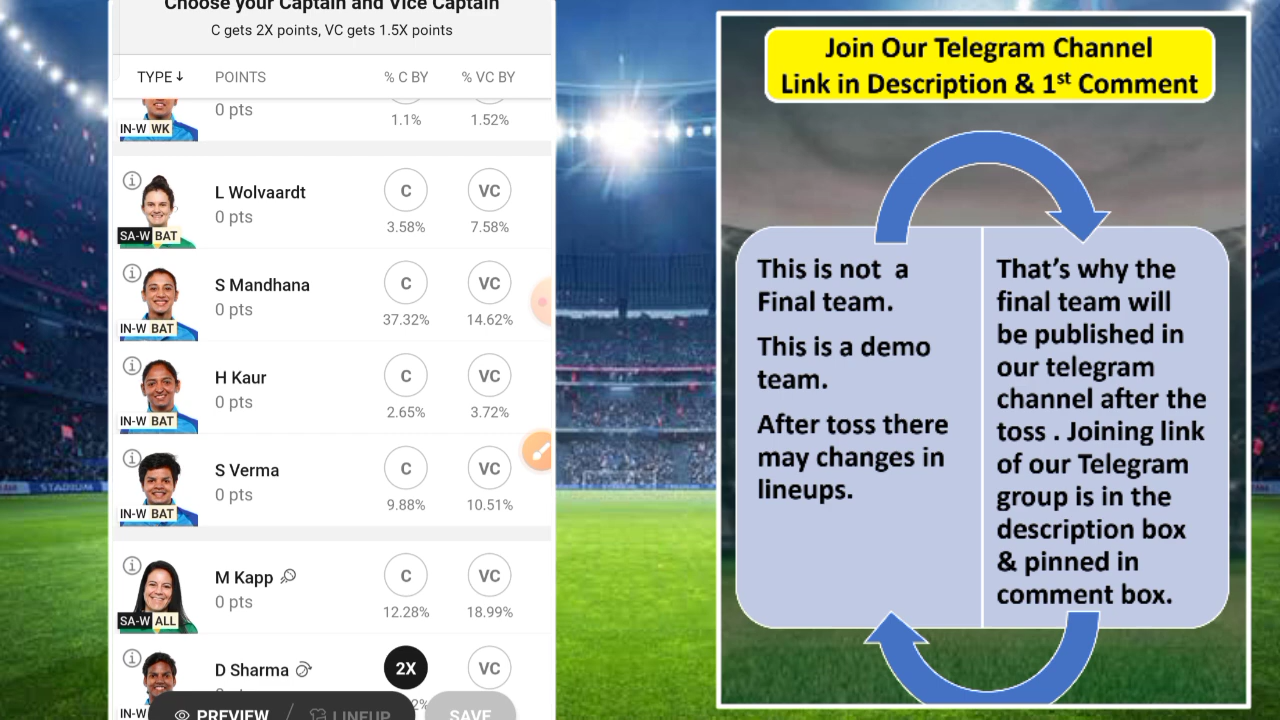 Choose your Captain and Vice Captain
C gets 2X points, VC gets 1.5X points
TYPE↓ POINTS % C BY % VC BY
0 pts
1.1% 1.52%
IN-W WK
L Wolvaardt C VC
0 pts
3.58% 7.58%
SA-W BAT
S Mandhana C VC
0 pts
37.32% 14.62%
IN-W BAT
H Kaur C VC
0 pts
2.65% 3.72%
IN-W BAT
S Verma C VC
0 pts
9.88% 10.51%
IN-W BAT
M Kapp C VC
0 pts
12.28% 18.99%
SA-W ALL
D Sharma 2X VC
IN-W
PREVIEW / LINEUP SAVE
STADIUM
Join Our Telegram Channel
Link in Description & 1st Comment
This is not a
Final team.
This is a demo
team.
After toss there
may changes in
lineups.
That's why the
final team will
be published in
our telegram
channel after the
toss . Joining link
of our Telegram
group is in the
description box
& pinned in
comment box.